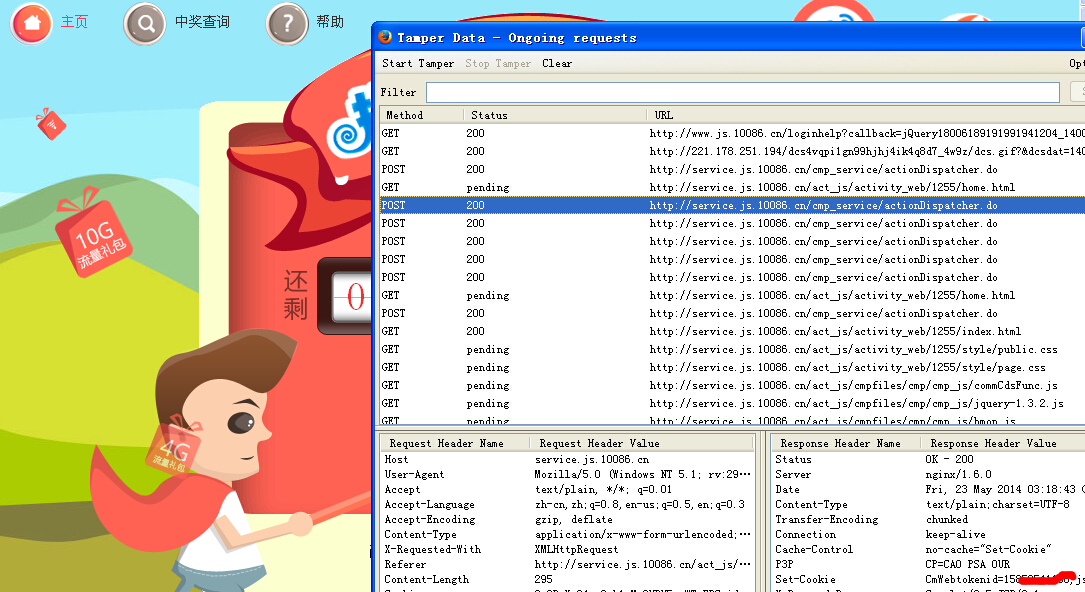 主页
中奖查询
?
帮助
10G
流量礼包
还
剩
0
4G
流量礼包
Tamper Data - Ongoing requests
Start Tamper Stop Tamper Clear
Filter
Method Status URL
GET 200 http://www.js.10086.cn/loginhelp?callback=jQuery18006189191991941204_1400
GET 200 http://221.178.251.194/dcs4vqpi1gn99hjhj4ik4q8d7_4w9z/dcs.gif?&dcsdat=140
POST 200 http://service.js.10086.cn/cmp_service/actionDispatcher.do
GET pending http://service.js.10086.cn/act_js/activity_web/1255/home.html
POST 200 http://service.js.10086.cn/cmp_service/actionDispatcher.do
POST 200 http://service.js.10086.cn/cmp_service/actionDispatcher.do
POST 200 http://service.js.10086.cn/cmp_service/actionDispatcher.do
POST 200 http://service.js.10086.cn/cmp_service/actionDispatcher.do
POST 200 http://service.js.10086.cn/cmp_service/actionDispatcher.do
GET pending http://service.js.10086.cn/act_js/activity_web/1255/home.html
POST 200 http://service.js.10086.cn/cmp_service/actionDispatcher.do
GET 200 http://service.js.10086.cn/act_js/activity_web/1255/index.html
GET pending http://service.js.10086.cn/act_js/activity_web/1255/style/public.css
GET pending http://service.js.10086.cn/act_js/activity_web/1255/style/page.css
GET pending http://service.js.10086.cn/act_js/cmpfiles/cmp/cmp_js/commCdsFunc.js
GET pending http://service.js.10086.cn/act_js/cmpfiles/cmp/cmp_js/jquery-1.3.2.js
GET pending http://service.js.10086.cn/act_js/cmpfiles/cmp/cmp_js/bmon.js
Request Header Name Request Header Value
Host service.js.10086.cn
User-Agent Mozilla/5.0 (Windows NT 5.1; rv:29…
Accept text/plain, */*; q=0.01
Accept-Language zh-cn,zh;q=0.8,en-us;q=0.5,en;q=0.3
Accept-Encoding gzip, deflate
Content-Type application/x-www-form-urlencoded;…
X-Requested-With XMLHttpRequest
Referer http://service.js.10086.cn/act_js/…
Content-Length 295
Response Header Name Response Header Value
Status OK - 200
Server nginx/1.6.0
Date Fri, 23 May 2014 03:18:43
Content-Type text/plain;charset=UTF-8
Transfer-Encoding chunked
Connection keep-alive
Cache-Control no-cache="Set-Cookie"
P3P CP=CAO PSA OUR
Set-Cookie